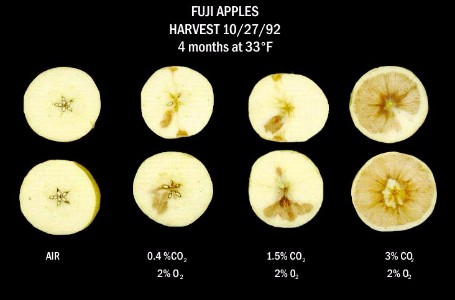 FUJI APPLES
HARVEST 10/27/92
4 months at 33°F
AIR 0.4 %CO₂ 1.5% CO₂ 3% CO₂
2% O₂ 2% O₂ 2% O₂